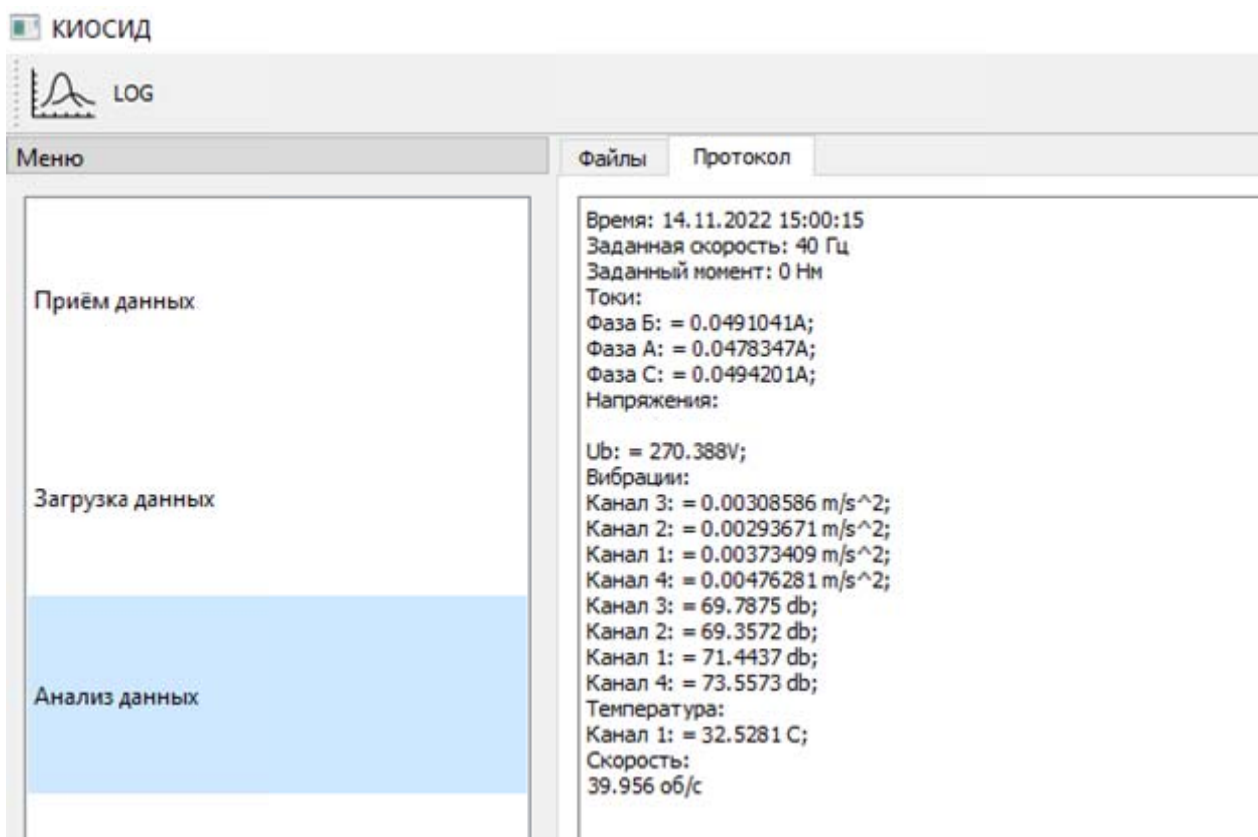 КИОСИД
LOG
Меню
Приём данных
Загрузка данных
Анализ данных
Файлы Протокол
Время: 14.11.2022 15:00:15
Заданная скорость: 40 Гц
Заданный момент: 0 Нм
Токи:
Фаза Б: = 0.0491041A;
Фаза А: = 0.0478347A;
Фаза С: = 0.0494201A;
Напряжения:
Ub: = 270.388V;
Вибрации:
Канал 3: = 0.00308586 m/s^2;
Канал 2: = 0.00293671 m/s^2;
Канал 1: = 0.00373409 m/s^2;
Канал 4: = 0.00476281 m/s^2;
Канал 3: = 69.7875 db;
Канал 2: = 69.3572 db;
Канал 1: = 71.4437 db;
Канал 4: = 73.5573 db;
Температура:
Канал 1: = 32.5281 C;
Скорость:
39.956 об/с